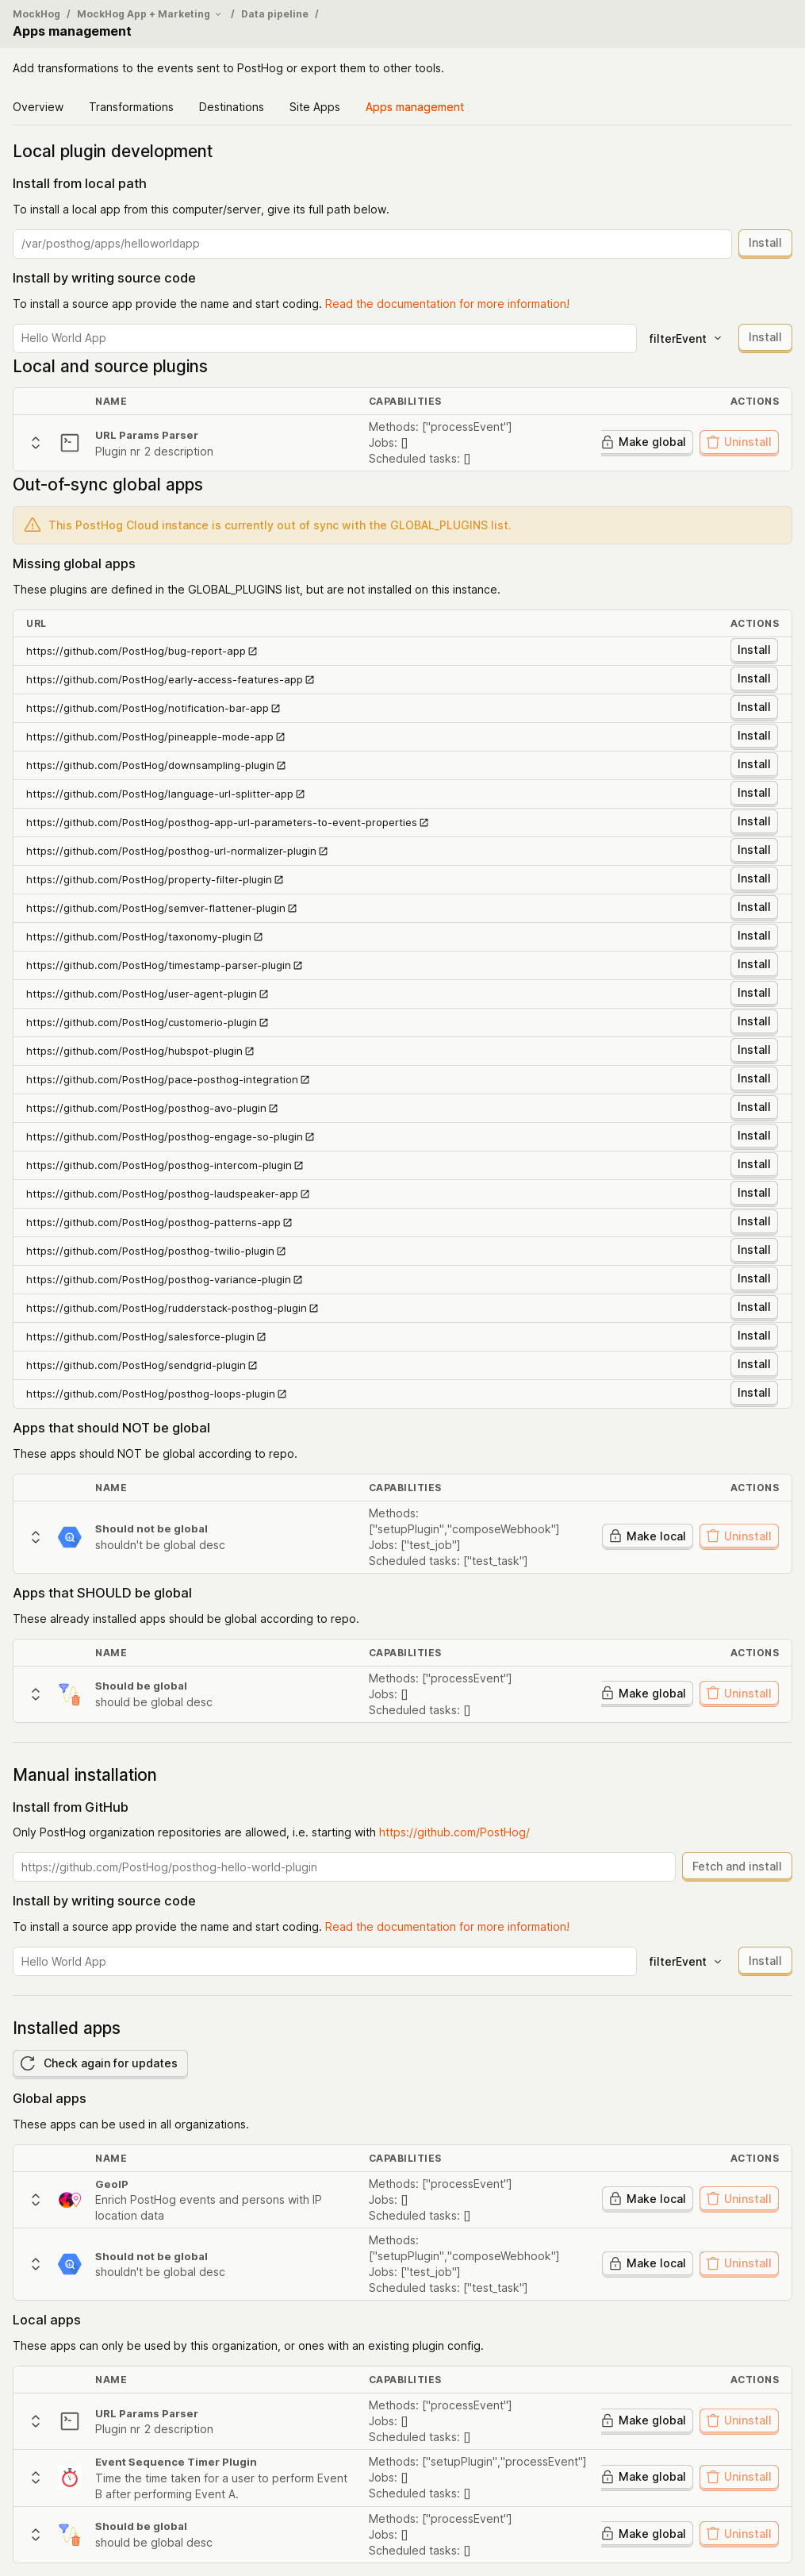 MockHog / MockHog App + Marketing / Data pipeline /
Apps management
Add transformations to the events sent to PostHog or export them to other tools.
Overview Transformations Destinations Site Apps Apps management
Local plugin development
Install from local path
To install a local app from this computer/server, give its full path below.
/var/posthog/apps/helloworldapp Install
Install by writing source code
To install a source app provide the name and start coding. Read the documentation for more information!
Hello World App filterEvent Install
Local and source plugins
NAME CAPABILITIES ACTIONS
URL Params Parser
Plugin nr 2 description
Methods: ["processEvent"]
Jobs: []
Scheduled tasks: []
Make global Uninstall
Out-of-sync global apps
This PostHog Cloud instance is currently out of sync with the GLOBAL_PLUGINS list.
Missing global apps
These plugins are defined in the GLOBAL_PLUGINS list, but are not installed on this instance.
URL ACTIONS
https://github.com/PostHog/bug-report-app Install
https://github.com/PostHog/early-access-features-app Install
https://github.com/PostHog/notification-bar-app Install
https://github.com/PostHog/pineapple-mode-app Install
https://github.com/PostHog/downsampling-plugin Install
https://github.com/PostHog/language-url-splitter-app Install
https://github.com/PostHog/posthog-app-url-parameters-to-event-properties Install
https://github.com/PostHog/posthog-url-normalizer-plugin Install
https://github.com/PostHog/property-filter-plugin Install
https://github.com/PostHog/semver-flattener-plugin Install
https://github.com/PostHog/taxonomy-plugin Install
https://github.com/PostHog/timestamp-parser-plugin Install
https://github.com/PostHog/user-agent-plugin Install
https://github.com/PostHog/customerio-plugin Install
https://github.com/PostHog/hubspot-plugin Install
https://github.com/PostHog/pace-posthog-integration Install
https://github.com/PostHog/posthog-avo-plugin Install
https://github.com/PostHog/posthog-engage-so-plugin Install
https://github.com/PostHog/posthog-intercom-plugin Install
https://github.com/PostHog/posthog-laudspeaker-app Install
https://github.com/PostHog/posthog-patterns-app Install
https://github.com/PostHog/posthog-twilio-plugin Install
https://github.com/PostHog/posthog-variance-plugin Install
https://github.com/PostHog/rudderstack-posthog-plugin Install
https://github.com/PostHog/salesforce-plugin Install
https://github.com/PostHog/sendgrid-plugin Install
https://github.com/PostHog/posthog-loops-plugin Install
Apps that should NOT be global
These apps should NOT be global according to repo.
NAME CAPABILITIES ACTIONS
Should not be global
shouldn't be global desc
Methods:
["setupPlugin","composeWebhook"]
Jobs: ["test_job"]
Scheduled tasks: ["test_task"]
Make local Uninstall
Apps that SHOULD be global
These already installed apps should be global according to repo.
NAME CAPABILITIES ACTIONS
Should be global
should be global desc
Methods: ["processEvent"]
Jobs: []
Scheduled tasks: []
Make global Uninstall
Manual installation
Install from GitHub
Only PostHog organization repositories are allowed, i.e. starting with https://github.com/PostHog/
https://github.com/PostHog/posthog-hello-world-plugin Fetch and install
Install by writing source code
To install a source app provide the name and start coding. Read the documentation for more information!
Hello World App filterEvent Install
Installed apps
Check again for updates
Global apps
These apps can be used in all organizations.
NAME CAPABILITIES ACTIONS
GeoIP
Enrich PostHog events and persons with IP
location data
Methods: ["processEvent"]
Jobs: []
Scheduled tasks: []
Make local Uninstall
Should not be global
shouldn't be global desc
Methods:
["setupPlugin","composeWebhook"]
Jobs: ["test_job"]
Scheduled tasks: ["test_task"]
Make local Uninstall
Local apps
These apps can only be used by this organization, or ones with an existing plugin config.
NAME CAPABILITIES ACTIONS
URL Params Parser
Plugin nr 2 description
Methods: ["processEvent"]
Jobs: []
Scheduled tasks: []
Make global Uninstall
Event Sequence Timer Plugin
Time the time taken for a user to perform Event
B after performing Event A.
Methods: ["setupPlugin","processEvent"]
Jobs: []
Scheduled tasks: []
Make global Uninstall
Should be global
should be global desc
Methods: ["processEvent"]
Jobs: []
Scheduled tasks: []
Make global Uninstall